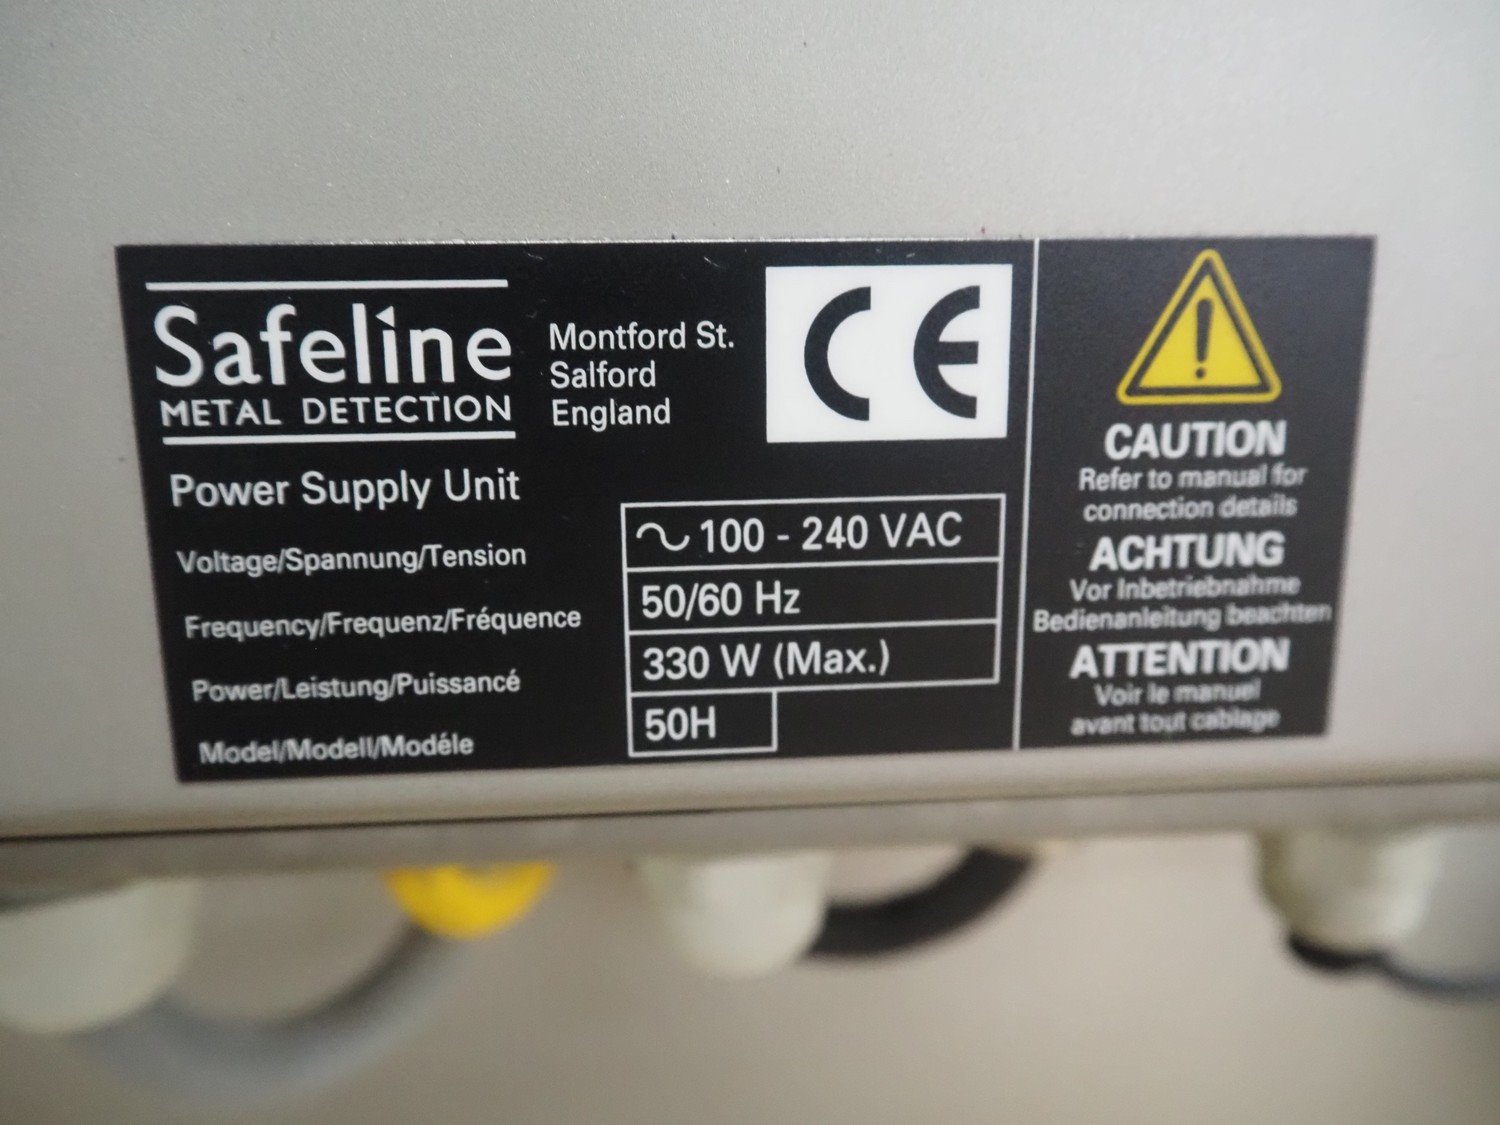 Safeline
METAL DETECTION
Montford St.
Salford
England
CE
Power Supply Unit
Voltage/Spannung/Tension
~ 100 - 240 VAC
Frequency/Frequenz/Fréquence
50/60 Hz
Power/Leistung/Puissancé
330 W (Max.)
Model/Modell/Modéle
50H
CAUTION
Refer to manual for
connection details
ACHTUNG
Vor Inbetriebnahme
Bedienanleitung beachten
ATTENTION
Voir le manuel
avant tout cablage